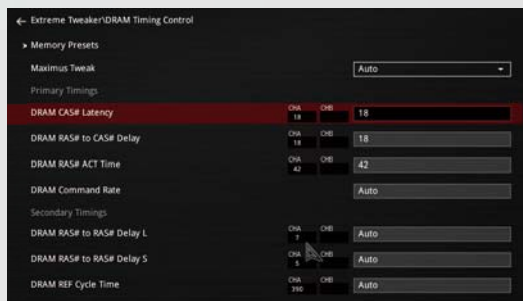 ← Extreme Tweaker\DRAM Timing Control
> Memory Presets
Maximus Tweak Auto
Primary Timings
DRAM CAS# Latency CHA 18 CHB 18
DRAM RAS# to CAS# Delay CHA 18 CHB 18
DRAM RAS# ACT Time CHA 42 CHB 42
DRAM Command Rate Auto
Secondary Timings
DRAM RAS# to RAS# Delay L CHA 7 CHB Auto
DRAM RAS# to RAS# Delay S CHA 5 CHB Auto
DRAM REF Cycle Time CHA 390 CHB Auto